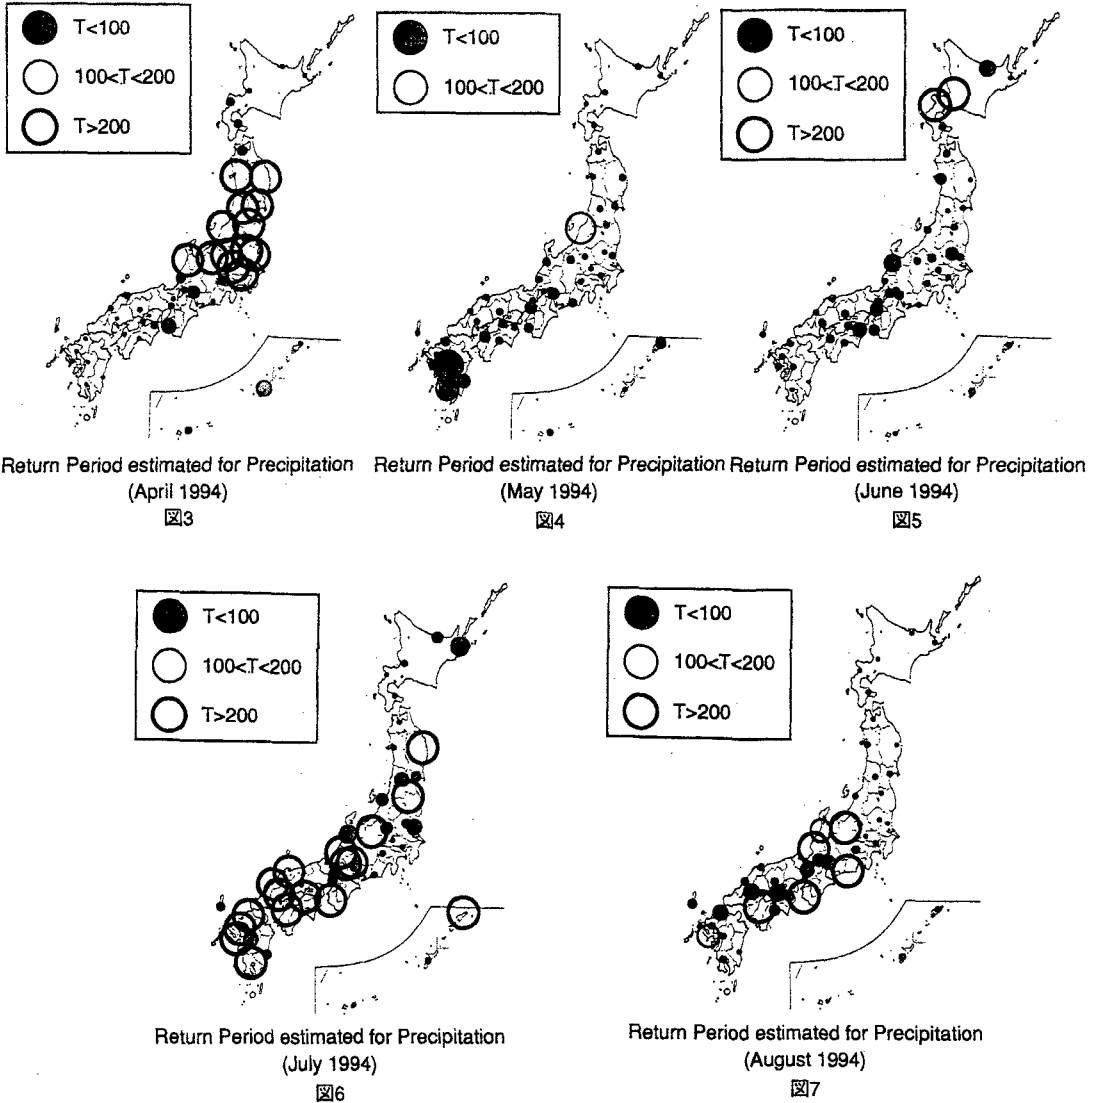 T<100
100<T<200
T>200
T<100
100<T<200
T<100
100<T<200
T>200
Return Period estimated for Precipitation
(April 1994)
図3
Return Period estimated for Precipitation
(May 1994)
図4
Return Period estimated for Precipitation
(June 1994)
図5
T<100
100<T<200
T>200
T<100
100<T<200
T>200
Return Period estimated for Precipitation
(July 1994)
図6
Return Period estimated for Precipitation
(August 1994)
図7